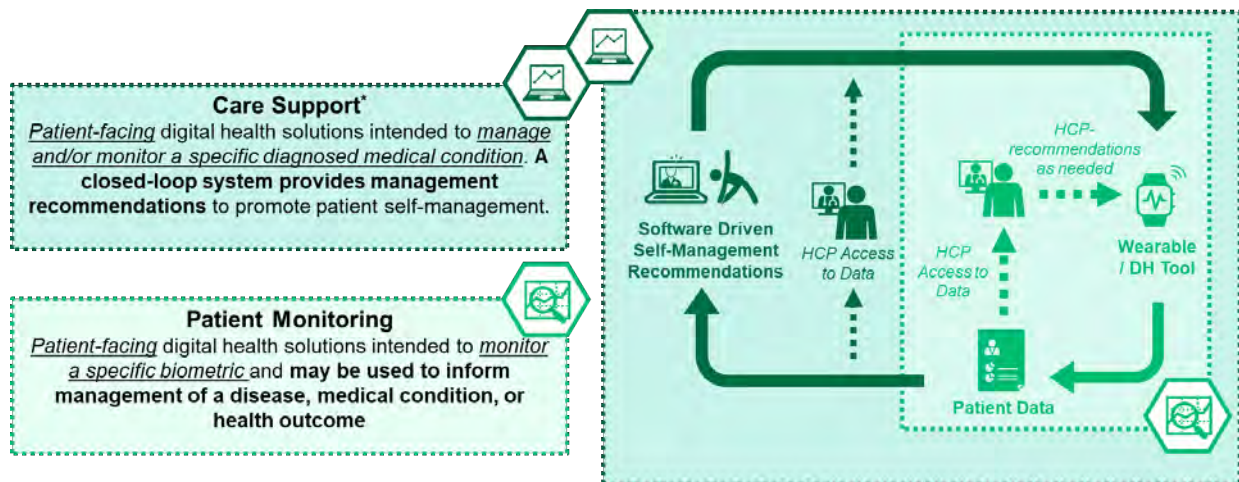 Care Support*
Patient-facing digital health solutions intended to manage
and/or monitor a specific diagnosed medical condition. A
closed-loop system provides management
recommendations to promote patient self-management.
Patient Monitoring
Patient-facing digital health solutions intended to monitor
a specific biometric and may be used to inform
management of a disease, medical condition, or
health outcome
Software Driven
Self-Management
Recommendations
HCP Access
to Data
HCP-
recommendations
as needed
HCP
Access to
Data
Wearable
/ DH Tool
Patient Data